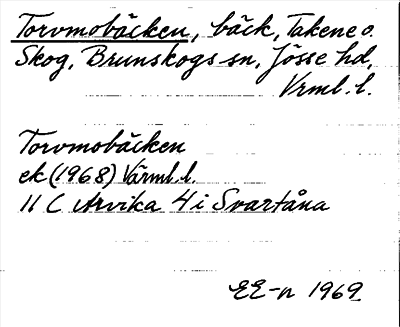 Torvmobäcken, bäck, Takene o.
Skog, Brunskogs sn, Jösse hd,
Vrml. l.
Torvmobäcken
ek (1968) Värml. l.
11 C Arvika 4 i Svartåna
EE-n 1969